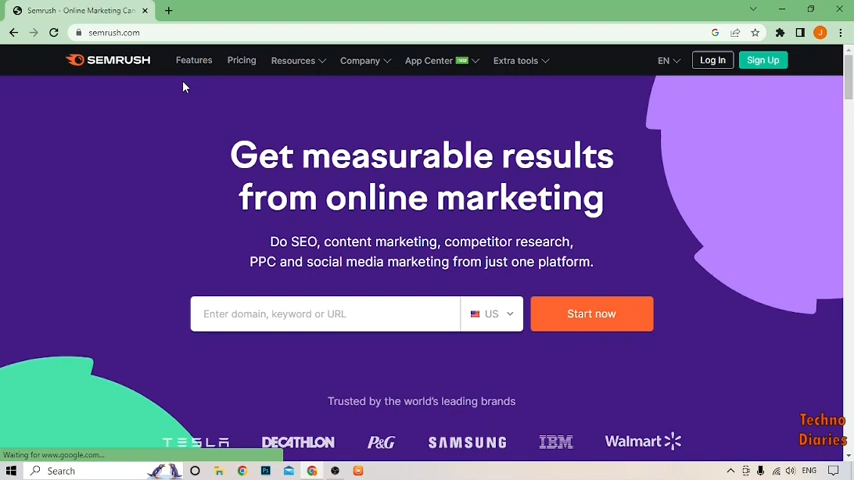 Semrush - Online Marketing Can
semrush.com
J
SEMRUSH
Features
Pricing
Resources
Company
App Center NEW
Extra tools
EN
Log In
Sign Up
Get measurable results
from online marketing
Do SEO, content marketing, competitor research,
PPC and social media marketing from just one platform.
Enter domain, keyword or URL
US
Start now
Trusted by the world's leading brands
TESLA
DECATHLON
P&G
SAMSUNG
IBM
Walmart
Techno
Diaries
Waiting for www.google.com...
Search
ENG